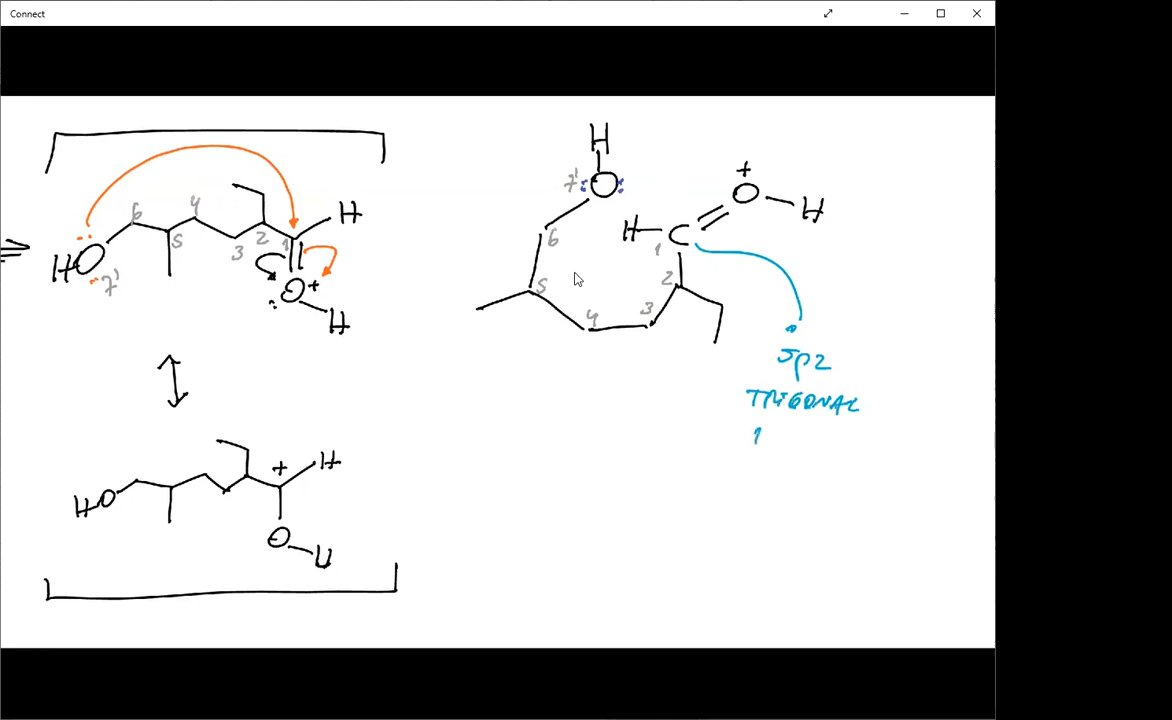 Connect
H
7' :O:
+
O
H
H
6 4
5 3 2 1
HO 7'
: O +
H
H C
1
6
5 2
4 3
sp2
TRIGONAL
+
H
HO
O
H